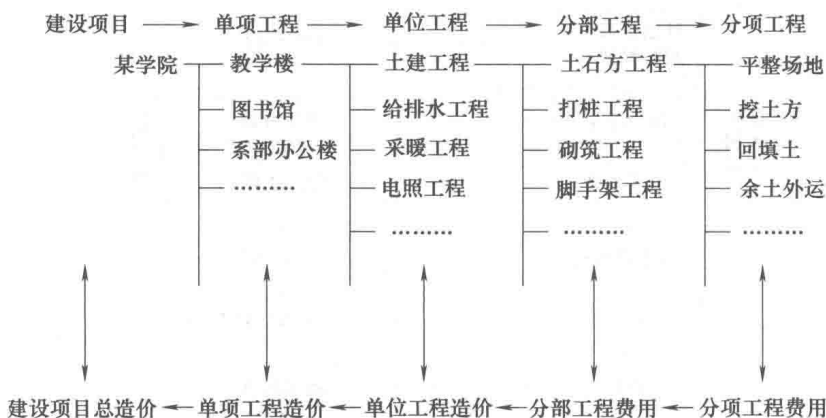 建设项目 → 单项工程 → 单位工程 → 分部工程 → 分项工程
某学院 教学楼 土建工程 土石方工程 平整场地
图书馆 给排水工程 打桩工程 挖土方
系部办公楼 采暖工程 砌筑工程 回填土
……… 电照工程 脚手架工程 余土外运
……… ……… ………
建设项目总造价 ← 单项工程造价 ← 单位工程造价 ← 分部工程费用 ← 分项工程费用